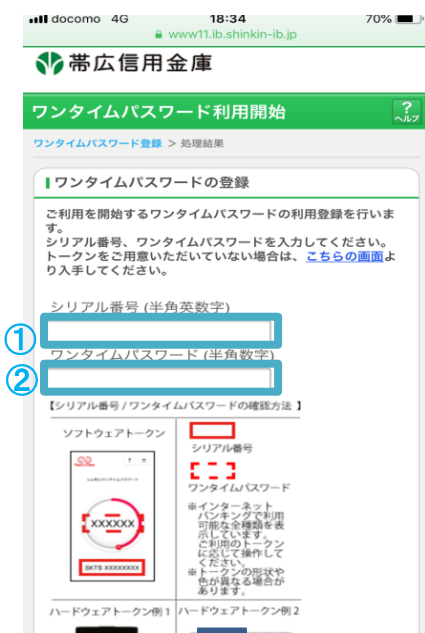 docomo 4G 18:34 70%
www11.ib.shinkin-ib.jp
帯広信用金庫
ワンタイムパスワード利用開始
?
ヘルプ
ワンタイムパスワード登録 > 処理結果
ワンタイムパスワードの登録
ご利用を開始するワンタイムパスワードの利用登録を行いま
す。
シリアル番号、ワンタイムパスワードを入力してください。
トークンをご用意いただいていない場合は、こちらの画面よ
り入手してください。
シリアル番号 (半角英数字)
①
ワンタイムパスワード (半角数字)
②
【シリアル番号 / ワンタイムパスワードの確認方法 】
ソフトウェアトークン
? ≡
しんきんワンタイムパスワード
XXXXXX
SKTS XXXXXXXX
シリアル番号
ワンタイムパスワード
※インターネット
バンキングで利用
可能な全種類を表
示しています。
ご利用のトークン
に応じて操作して
ください。
※トークンの形状や
色が異なる場合が
あります。
ハードウェアトークン例１
ハードウェアトークン例２